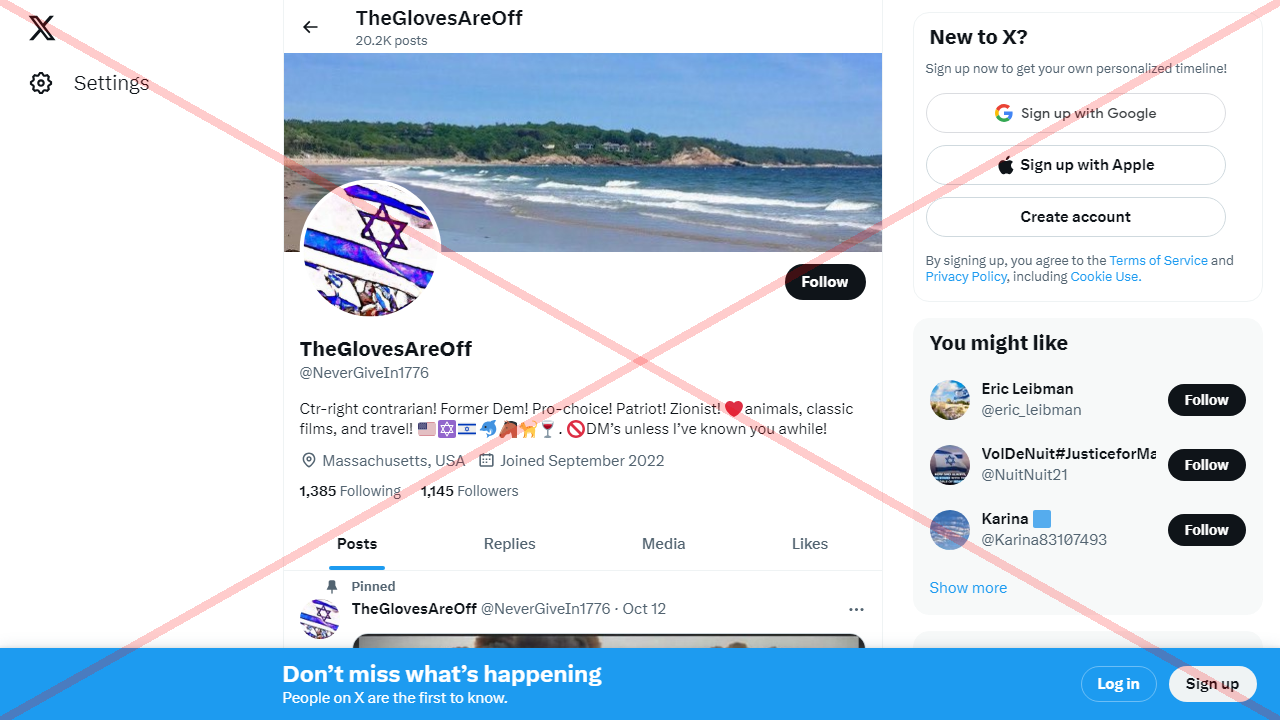 Settings
TheGlovesAreOff
20.2K posts
Follow
TheGlovesAreOff
@NeverGiveIn1776
Ctr-right contrarian! Former Dem! Pro-choice! Patriot! Zionist! ❤️animals, classic
films, and travel! 🇺🇸✡️🇮🇱🐬🐴🐪🍷. 🚫DM’s unless I’ve known you awhile!
Massachusetts, USA Joined September 2022
1,385 Following 1,145 Followers
Posts Replies Media Likes
Pinned
TheGlovesAreOff @NeverGiveIn1776 · Oct 12
New to X?
Sign up now to get your own personalized timeline!
Sign up with Google
Sign up with Apple
Create account
By signing up, you agree to the Terms of Service and
Privacy Policy, including Cookie Use.
You might like
Eric Leibman
@eric_leibman
Follow
VolDeNuit#JusticeforMa
@NuitNuit21
Follow
Karina 🟦
@Karina83107493
Follow
Show more
Don’t miss what’s happening
People on X are the first to know.
Log in
Sign up